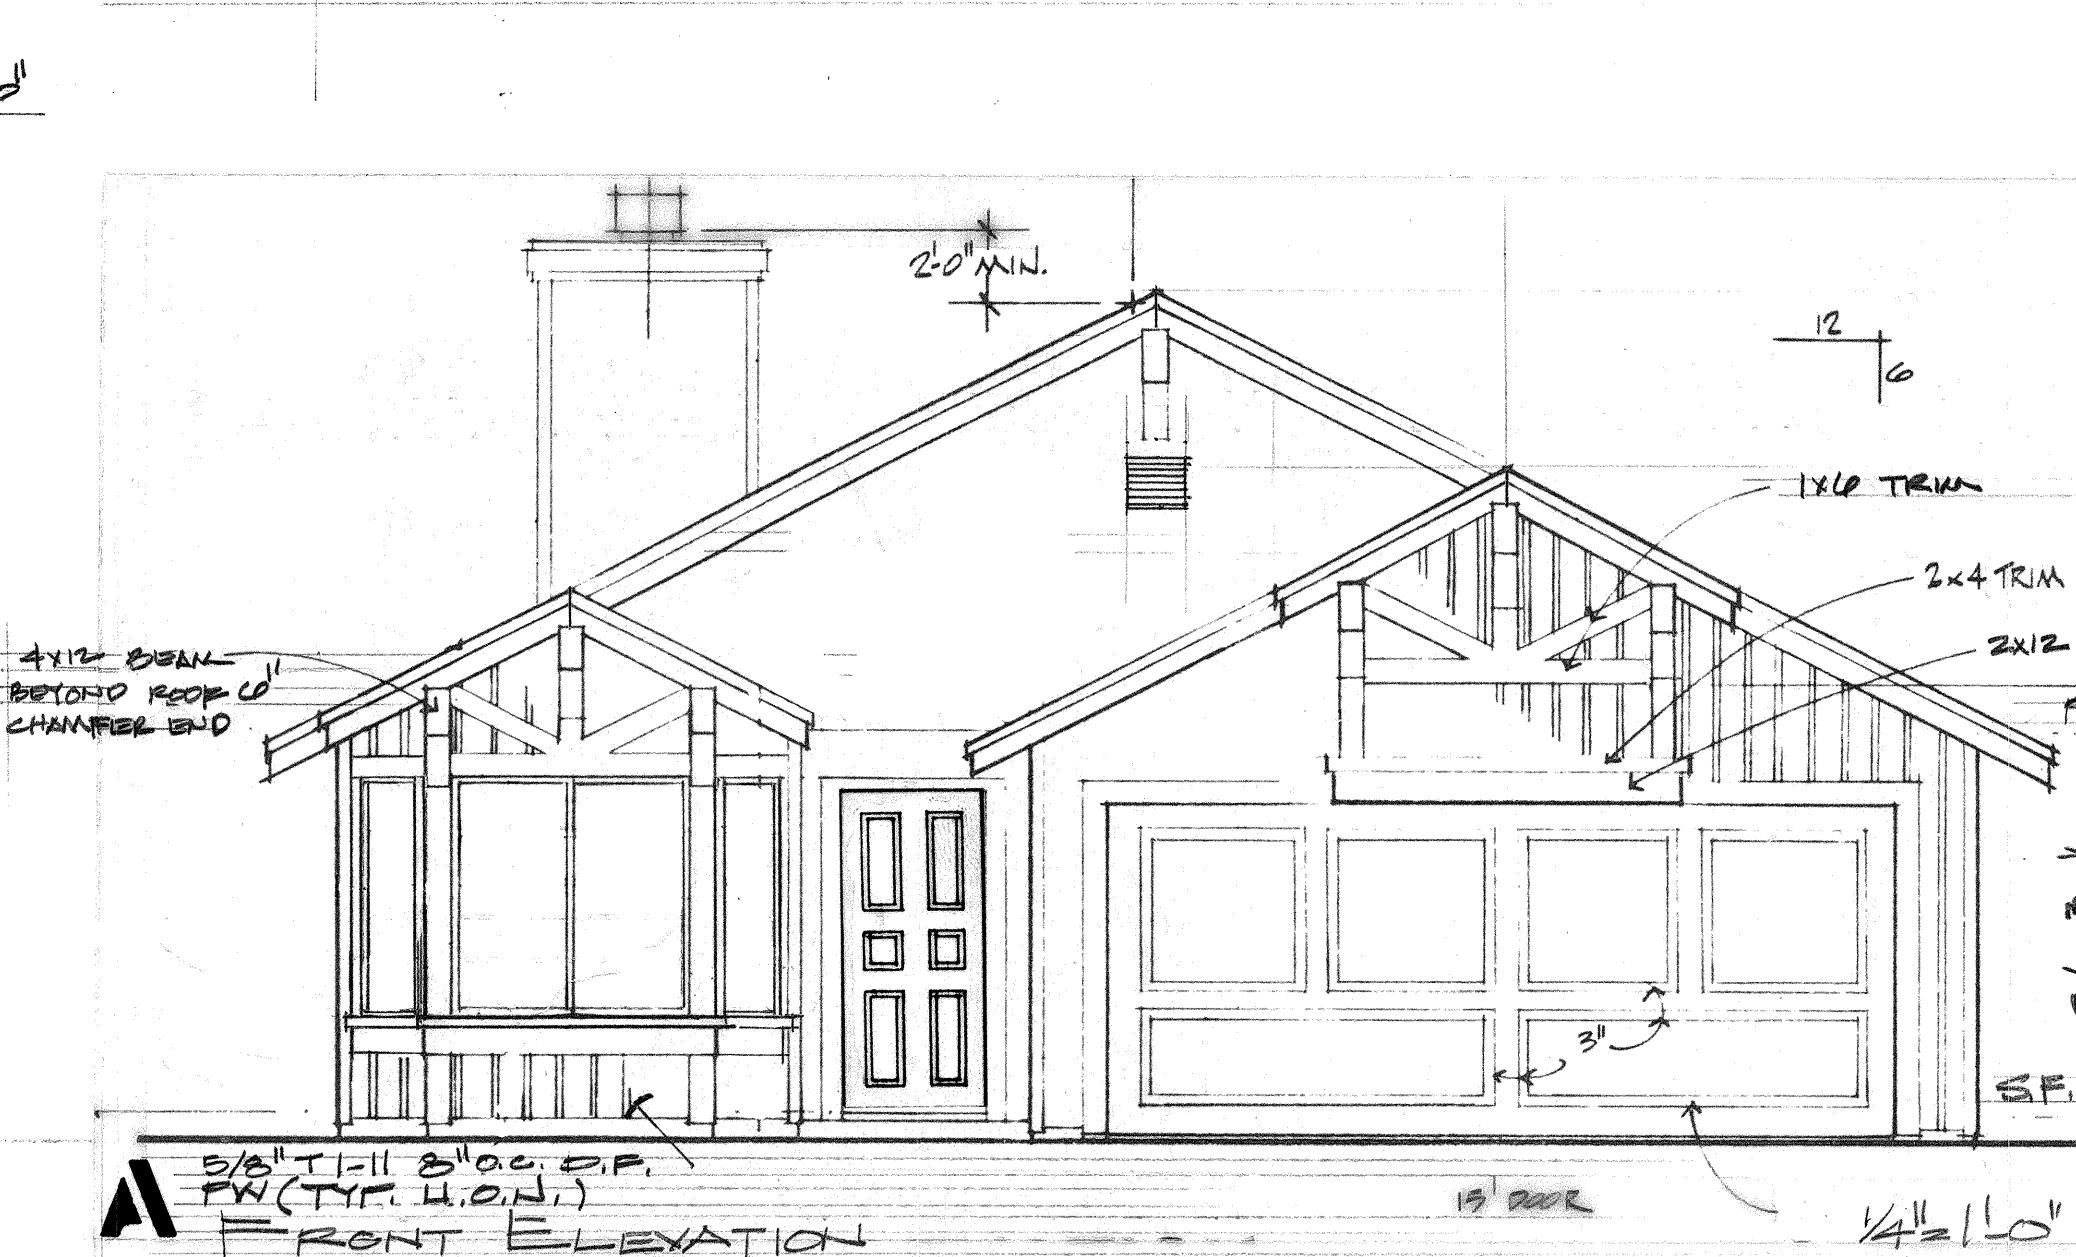 2'-0" MIN.
12
6
1x6 TRIM
2x4 TRIM
2x12
4x12 BEAM
BEYOND ROOF 6"
CHAMFER END
3"
S.F.
5/8" T 1-11 8" O.C. D.F.
PW (TYP. U.O.N.)
15' DOOR
FRONT ELEVATION
1/4"=1'-0"